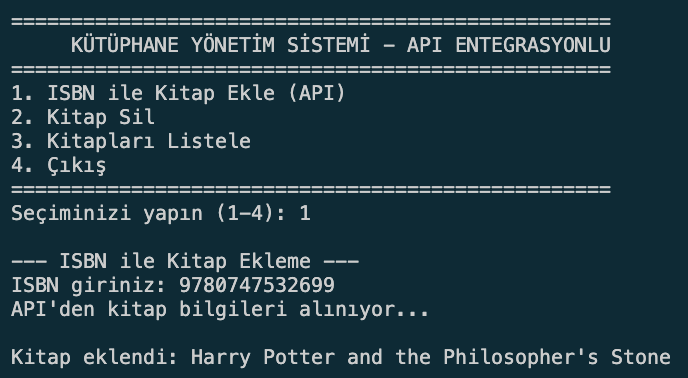 ==================================================
KÜTÜPHANE YÖNETİM SİSTEMİ - API ENTEGRASYONLU
==================================================
1. ISBN ile Kitap Ekle (API)
2. Kitap Sil
3. Kitapları Listele
4. Çıkış
==================================================
Seçiminizi yapın (1-4): 1
--- ISBN ile Kitap Ekleme ---
ISBN giriniz: 9780747532699
API'den kitap bilgileri alınıyor...
Kitap eklendi: Harry Potter and the Philosopher's Stone